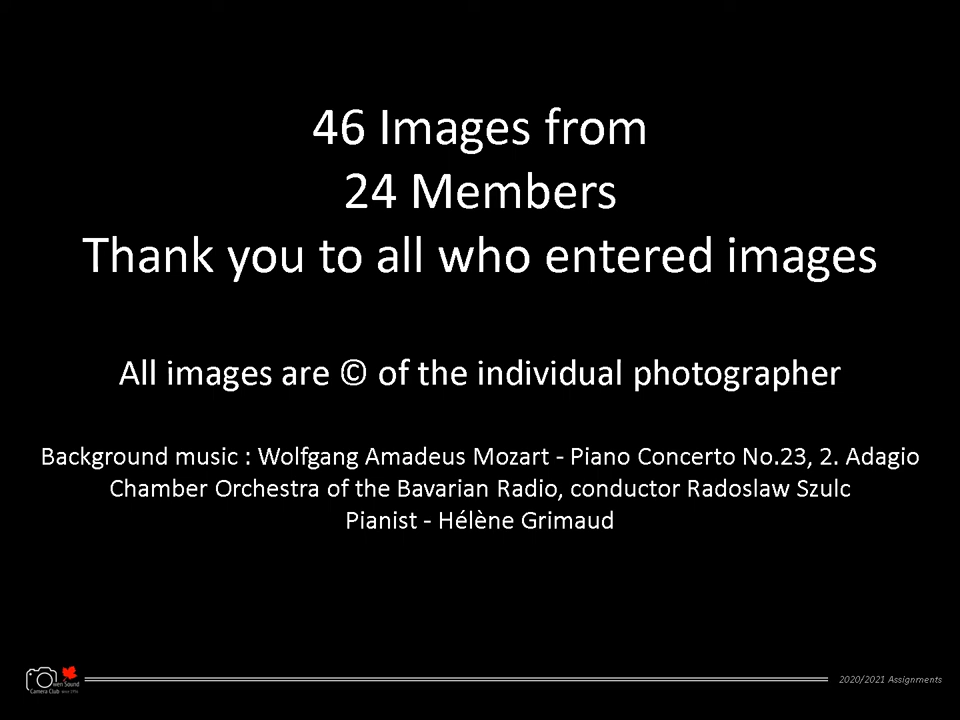 46 Images from
24 Members
Thank you to all who entered images
All images are © of the individual photographer
Background music : Wolfgang Amadeus Mozart - Piano Concerto No.23, 2. Adagio
Chamber Orchestra of the Bavarian Radio, conductor Radoslaw Szulc
Pianist - Hélène Grimaud
wen Sound
Camera Club
2020/2021 Assignments